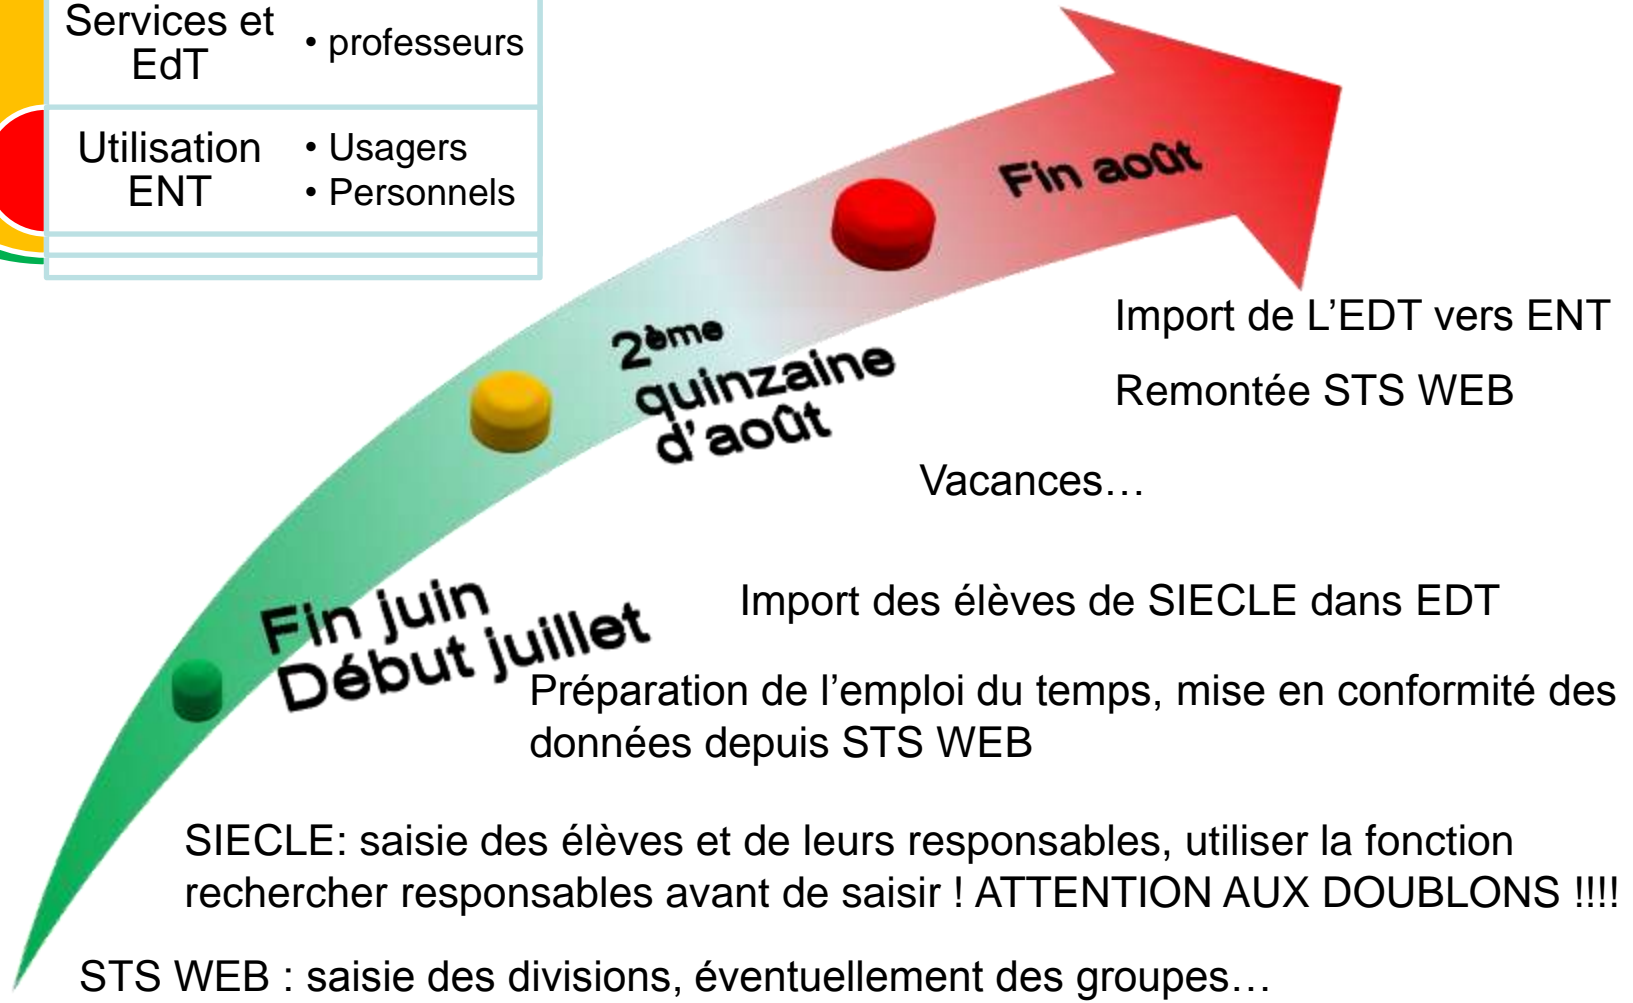 Services et
EdT
• professeurs
Utilisation
ENT
• Usagers
• Personnels
Fin août
2ème
quinzaine
d'août
Fin juin
Début juillet
Import de L’EDT vers ENT
Remontée STS WEB
Vacances…
Import des élèves de SIECLE dans EDT
Préparation de l’emploi du temps, mise en conformité des
données depuis STS WEB
SIECLE: saisie des élèves et de leurs responsables, utiliser la fonction
rechercher responsables avant de saisir ! ATTENTION AUX DOUBLONS !!!!
STS WEB : saisie des divisions, éventuellement des groupes…